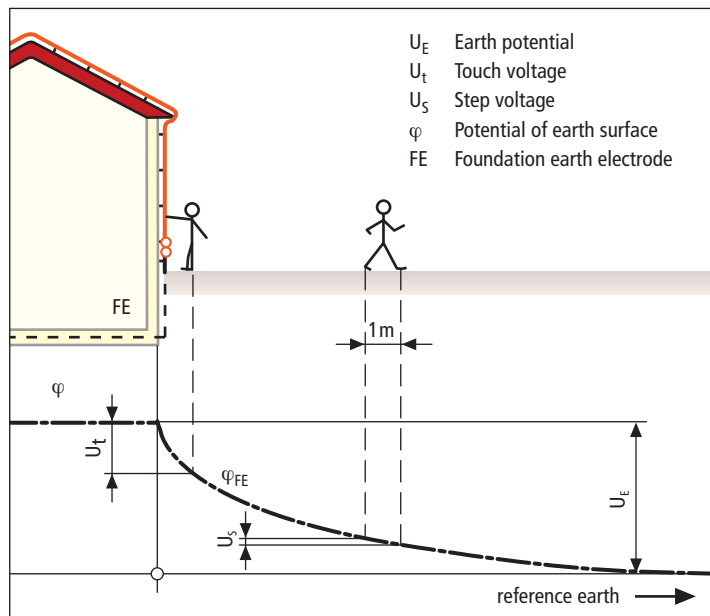 U_E Earth potential
U_t Touch voltage
U_S Step voltage
φ Potential of earth surface
FE Foundation earth electrode
FE
1 m
φ
U_t
φ_FE
U_s
U_E
reference earth